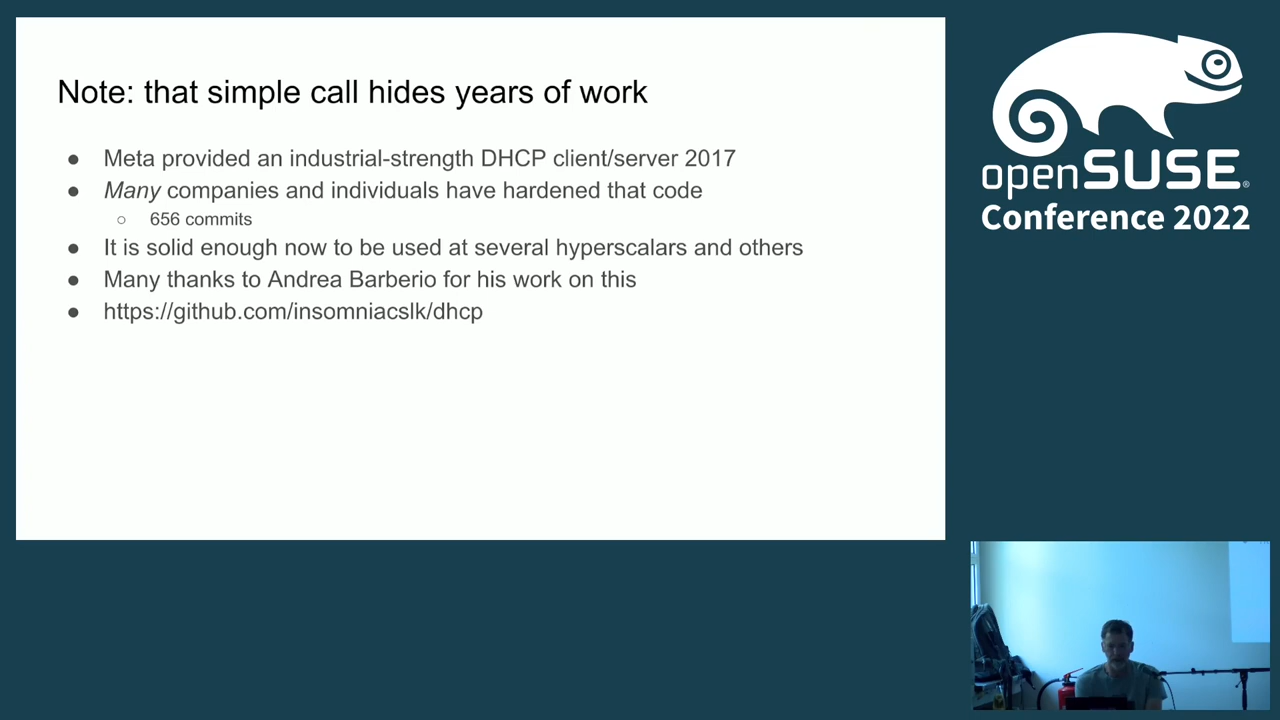 Note: that simple call hides years of work
● Meta provided an industrial-strength DHCP client/server 2017
● Many companies and individuals have hardened that code
○ 656 commits
● It is solid enough now to be used at several hyperscalars and others
● Many thanks to Andrea Barberio for his work on this
● https://github.com/insomniacslk/dhcp
openSUSE®
Conference 2022